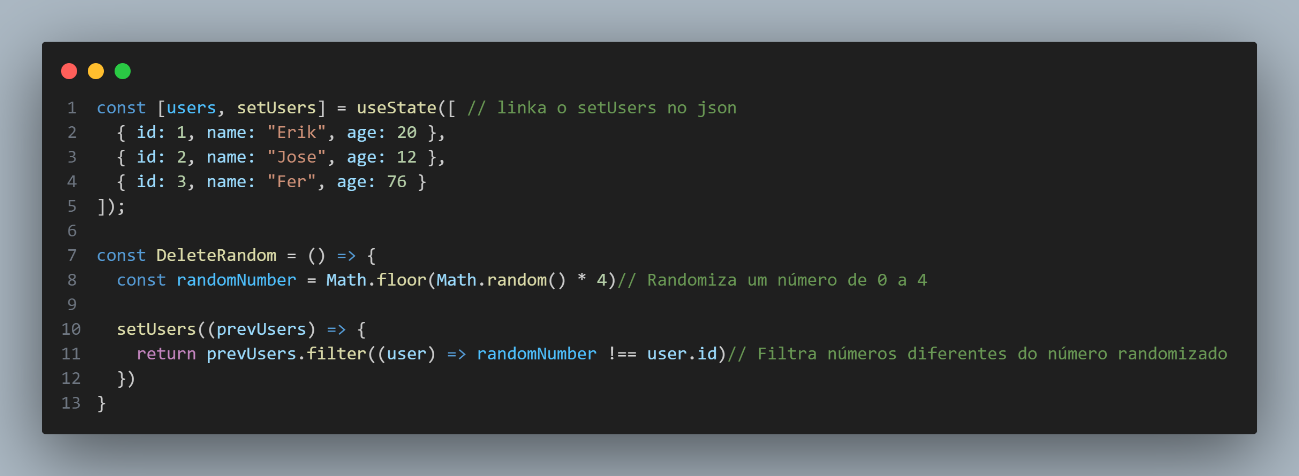 1 const [users, setUsers] = useState([ // linka o setUsers no json
2   { id: 1, name: "Erik", age: 20 },
3   { id: 2, name: "Jose", age: 12 },
4   { id: 3, name: "Fer", age: 76 }
5 ]);
6
7 const DeleteRandom = () => {
8   const randomNumber = Math.floor(Math.random() * 4)// Randomiza um número de 0 a 4
9
10   setUsers((prevUsers) => {
11     return prevUsers.filter((user) => randomNumber !== user.id)// Filtra números diferentes do número randomizado
12   })
13 }